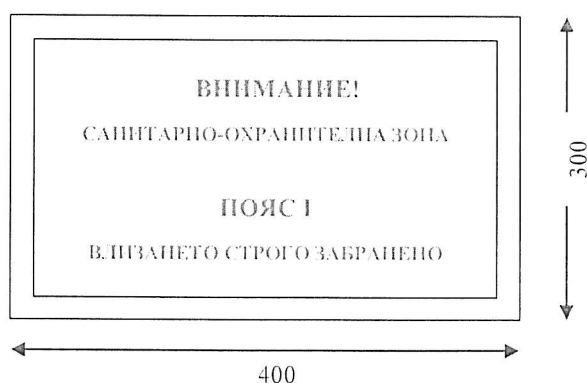 ВНИМАНИЕ!
САНИТАРНО-ОХРАНИТЕЛНА ЗОНА
ПОЯС I
ВЛИЗАНЕТО СТРОГО ЗАБРАНЕНО
300
400